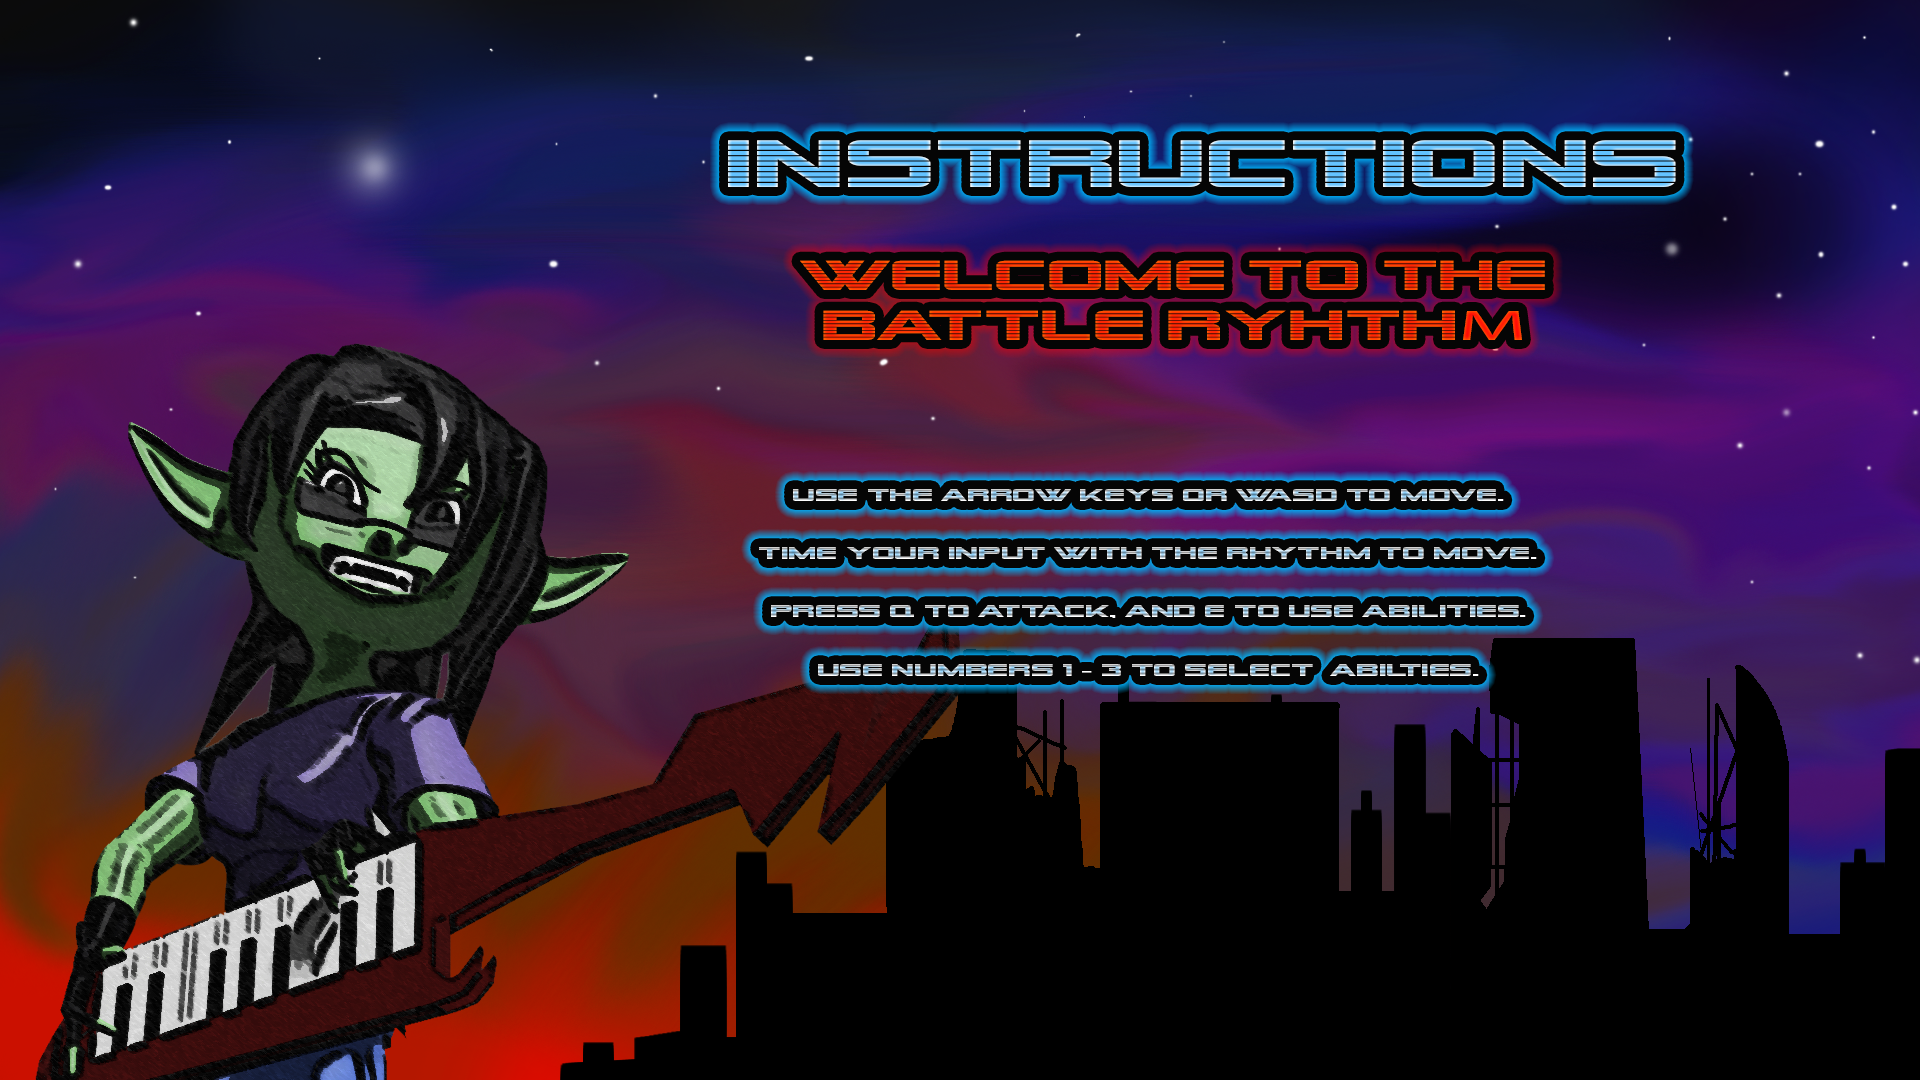 INSTRUCTIONS
WELCOME TO THE
BATTLE RYHTHM
USE THE ARROW KEYS OR WASD TO MOVE.
TIME YOUR INPUT WITH THE RHYTHM TO MOVE.
PRESS Q TO ATTACK, AND E TO USE ABILITIES.
USE NUMBERS 1 - 3 TO SELECT ABILTIES.